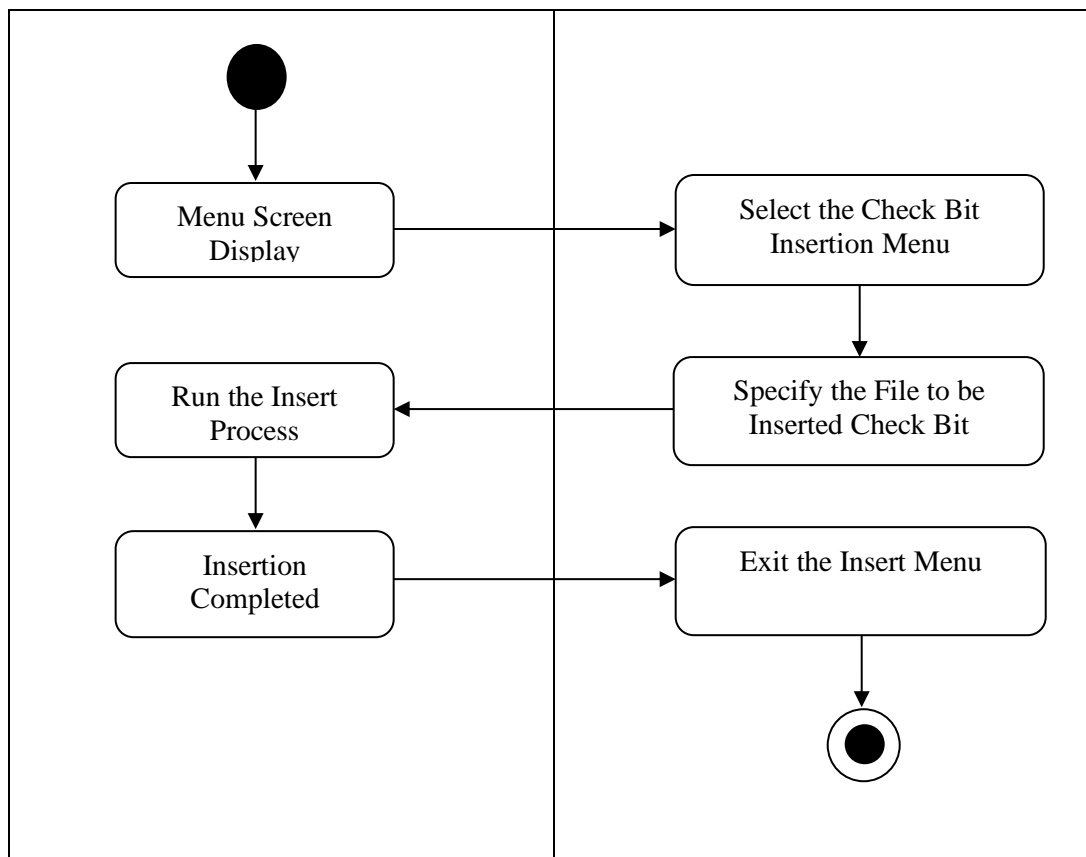 Menu Screen
Display
Select the Check Bit
Insertion Menu
Specify the File to be
Inserted Check Bit
Run the Insert
Process
Insertion
Completed
Exit the Insert Menu